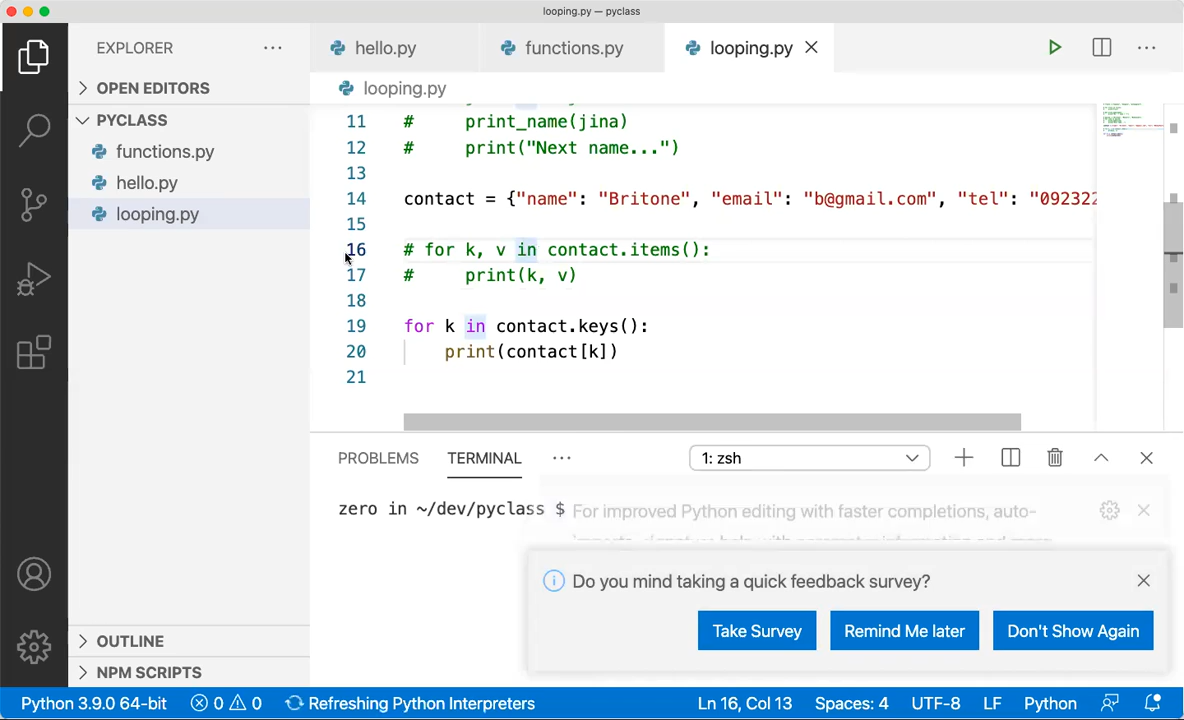 looping.py — pyclass
EXPLORER
OPEN EDITORS
PYCLASS
functions.py
hello.py
looping.py
OUTLINE
NPM SCRIPTS
hello.py
functions.py
looping.py
looping.py
11 #     print_name(jina)
12 #     print("Next name...")
13
14 contact = {"name": "Britone", "email": "b@gmail.com", "tel": "092322
15
16 # for k, v in contact.items():
17 #     print(k, v)
18
19 for k in contact.keys():
20     print(contact[k])
21
PROBLEMS TERMINAL 1: zsh
zero in ~/dev/pyclass $
For improved Python editing with faster completions, auto-
Do you mind taking a quick feedback survey?
Take Survey Remind Me later Don't Show Again
Python 3.9.0 64-bit 0 0 Refreshing Python Interpreters Ln 16, Col 13 Spaces: 4 UTF-8 LF Python